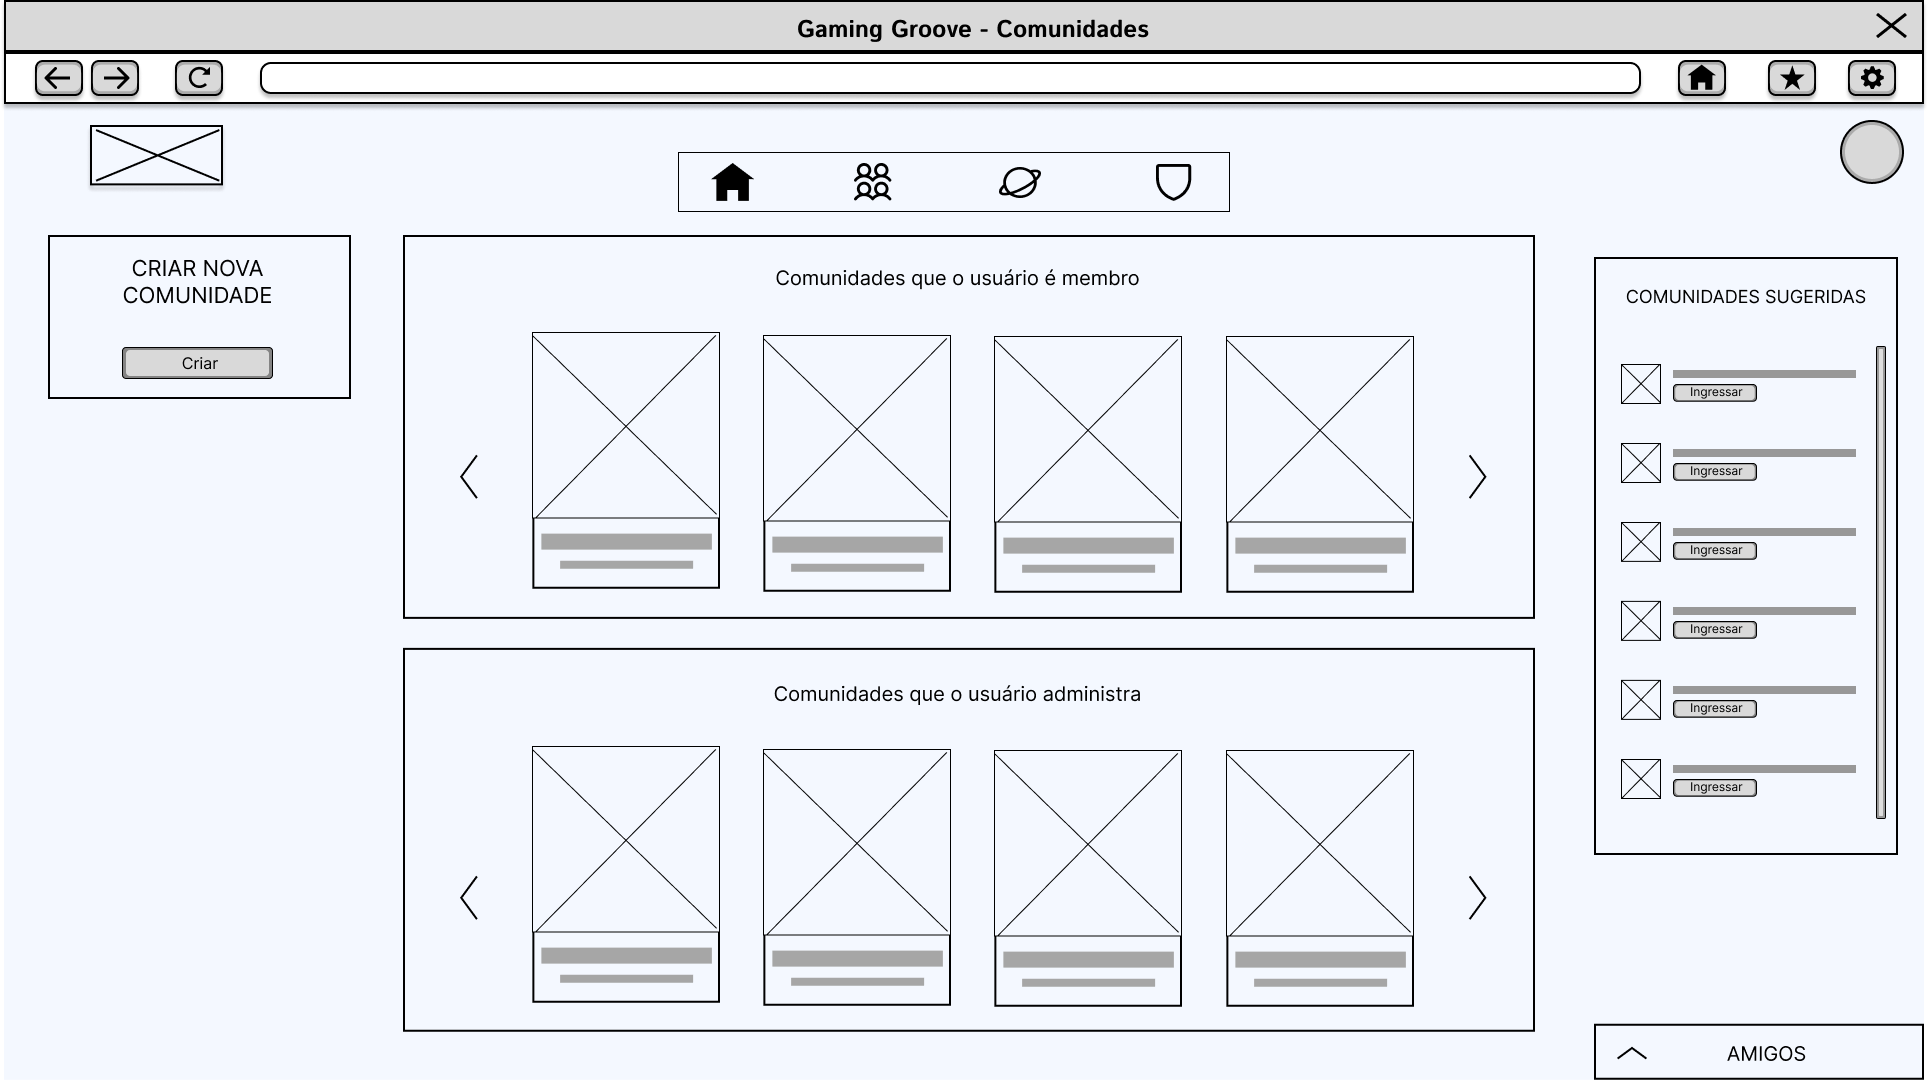 Gaming Groove - Comunidades
CRIAR NOVA
COMUNIDADE
Criar
Comunidades que o usuário é membro
Comunidades que o usuário administra
COMUNIDADES SUGERIDAS
Ingressar
Ingressar
Ingressar
Ingressar
Ingressar
Ingressar
AMIGOS